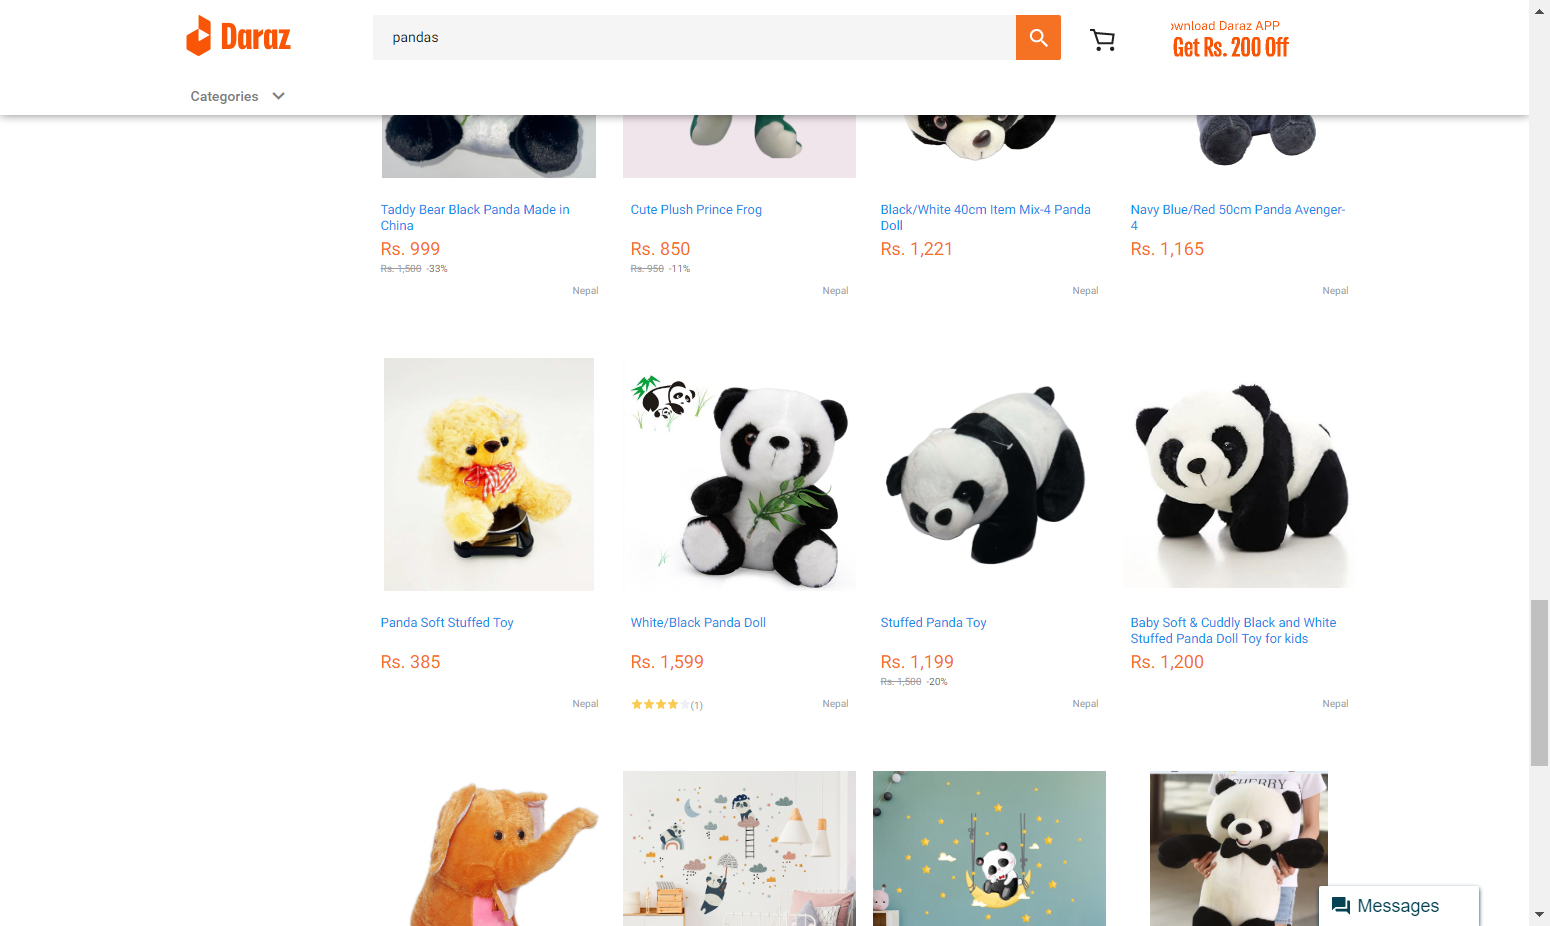 Daraz
pandas
ownload Daraz APP
Get Rs. 200 Off
Categories
Taddy Bear Black Panda Made in
China
Rs. 999
Rs. 1,500 -33%
Nepal
Cute Plush Prince Frog
Rs. 850
Rs. 950 -11%
Nepal
Black/White 40cm Item Mix-4 Panda
Doll
Rs. 1,221
Nepal
Navy Blue/Red 50cm Panda Avenger-
4
Rs. 1,165
Nepal
Panda Soft Stuffed Toy
Rs. 385
Nepal
White/Black Panda Doll
Rs. 1,599
(1)
Nepal
Stuffed Panda Toy
Rs. 1,199
Rs. 1,500 -20%
Nepal
Baby Soft & Cuddly Black and White
Stuffed Panda Doll Toy for kids
Rs. 1,200
Nepal
Messages